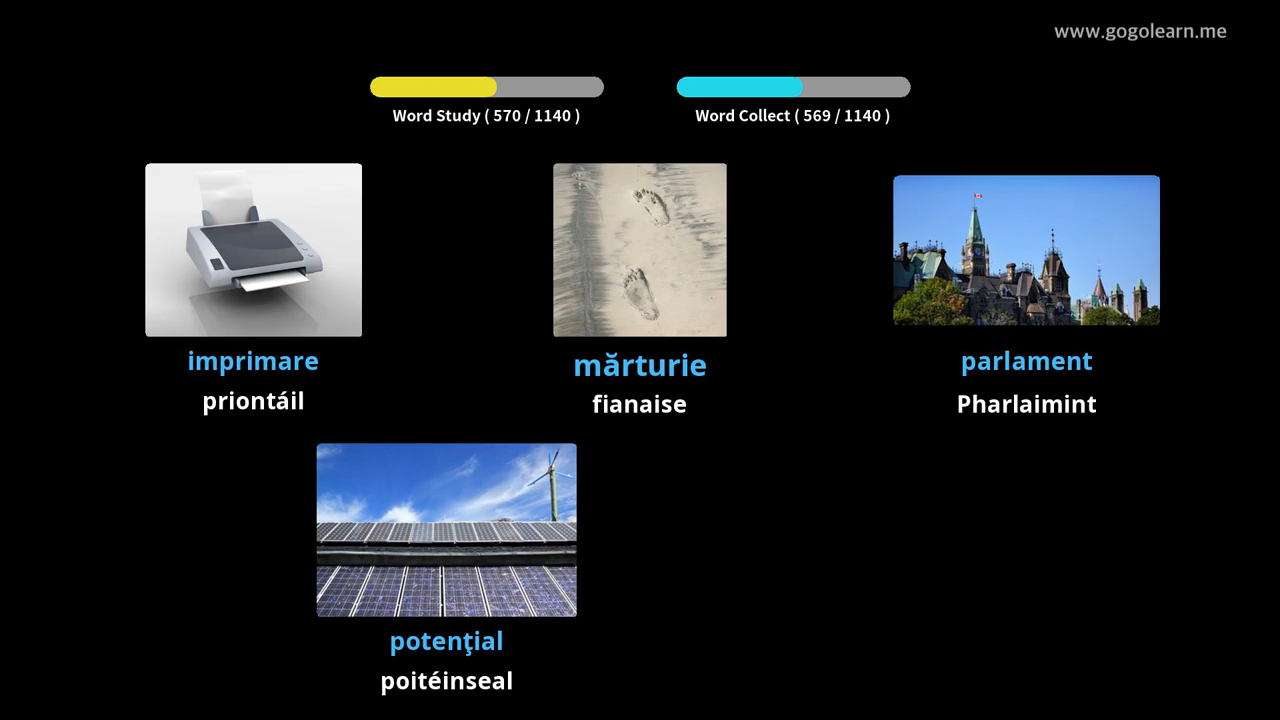 www.gogolearn.me
Word Study ( 570 / 1140 )
Word Collect ( 569 / 1140 )
imprimare
priontáil
mărturie
fianaise
parlament
Pharlaimint
potenţial
poitéinseal